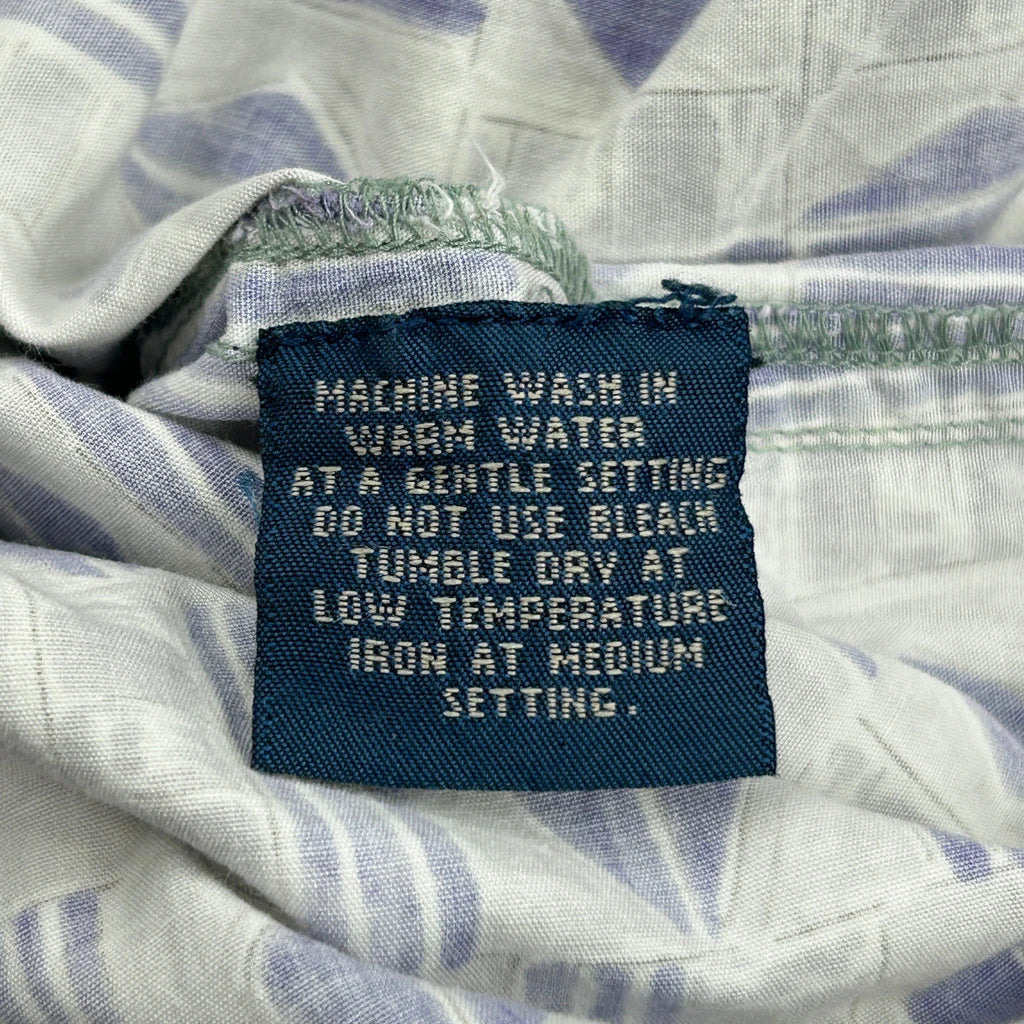 MACHINE WASH IN
WARM WATER
AT A GENTLE SETTING
DO NOT USE BLEACH
TUMBLE DRY AT
LOW TEMPERATURE
IRON AT MEDIUM
SETTING.